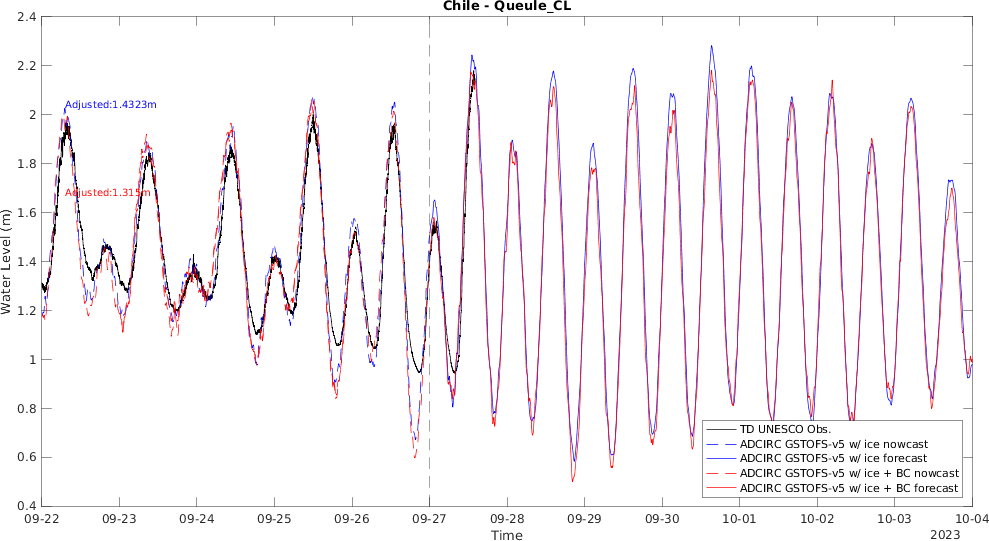 Chile - Queule_CL
2.4
2.2
2
1.8
1.6
1.4
1.2
1
0.8
0.6
0.4
Water Level (m)
Adjusted:1.4323m
Adjusted:1.315m
TD UNESCO Obs.
ADCIRC GSTOFS-v5 w/ ice nowcast
ADCIRC GSTOFS-v5 w/ ice forecast
ADCIRC GSTOFS-v5 w/ ice + BC nowcast
ADCIRC GSTOFS-v5 w/ ice + BC forecast
09-22 09-23 09-24 09-25 09-26 09-27 09-28 09-29 09-30 10-01 10-02 10-03 10-04
Time
2023